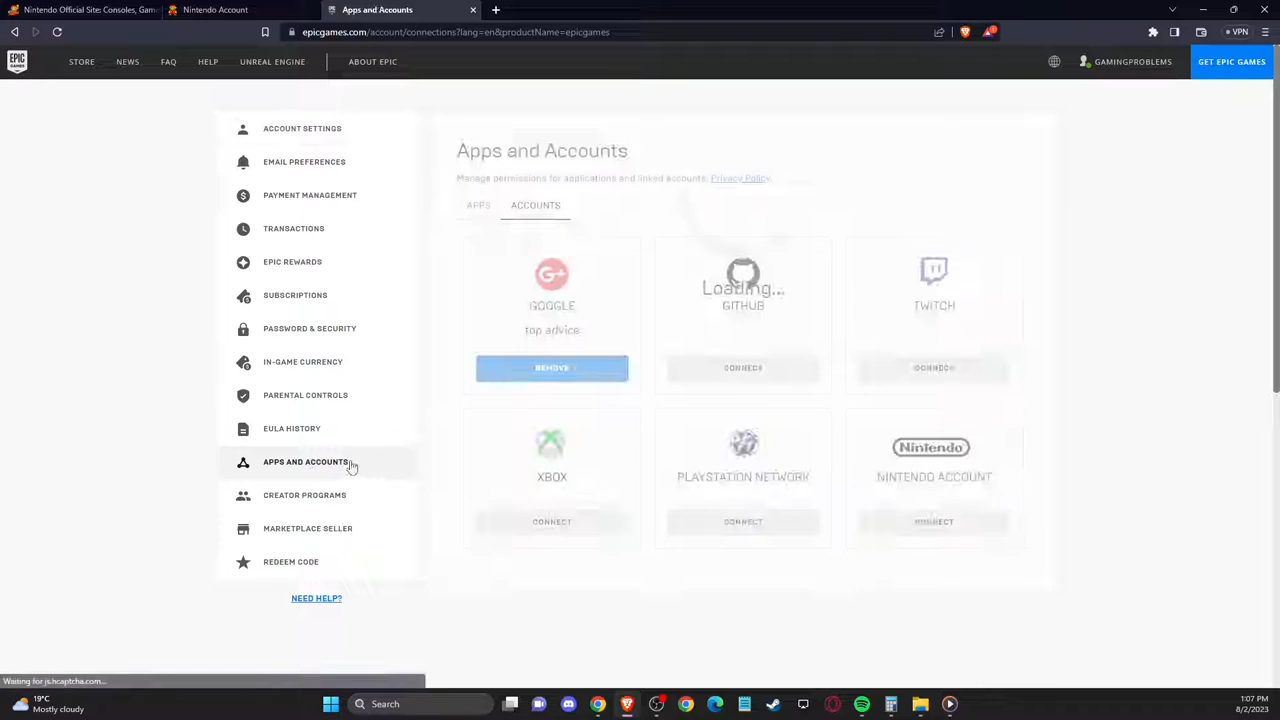 Nintendo Official Site: Consoles, Gam
Nintendo Account
Apps and Accounts
epicgames.com/account/connections?lang=en&productName=epicgames
VPN
EPIC GAMES
STORE
NEWS
FAQ
HELP
UNREAL ENGINE
ABOUT EPIC
GAMINGPROBLEMS
GET EPIC GAMES
ACCOUNT SETTINGS
EMAIL PREFERENCES
PAYMENT MANAGEMENT
TRANSACTIONS
EPIC REWARDS
SUBSCRIPTIONS
PASSWORD & SECURITY
IN-GAME CURRENCY
PARENTAL CONTROLS
EULA HISTORY
APPS AND ACCOUNTS
CREATOR PROGRAMS
MARKETPLACE SELLER
REDEEM CODE
NEED HELP?
Apps and Accounts
Manage permissions for applications and linked accounts. Privacy Policy.
APPS
ACCOUNTS
G+
GOOGLE
top advice
REMOVE
Loading...
GITHUB
CONNECT
TWITCH
CONNECT
XBOX
CONNECT
PLAYSTATION NETWORK
CONNECT
Nintendo
NINTENDO ACCOUNT
CONNECT
Waiting for js.hcaptcha.com...
19°C
Mostly cloudy
Search
1:07 PM
8/2/2023